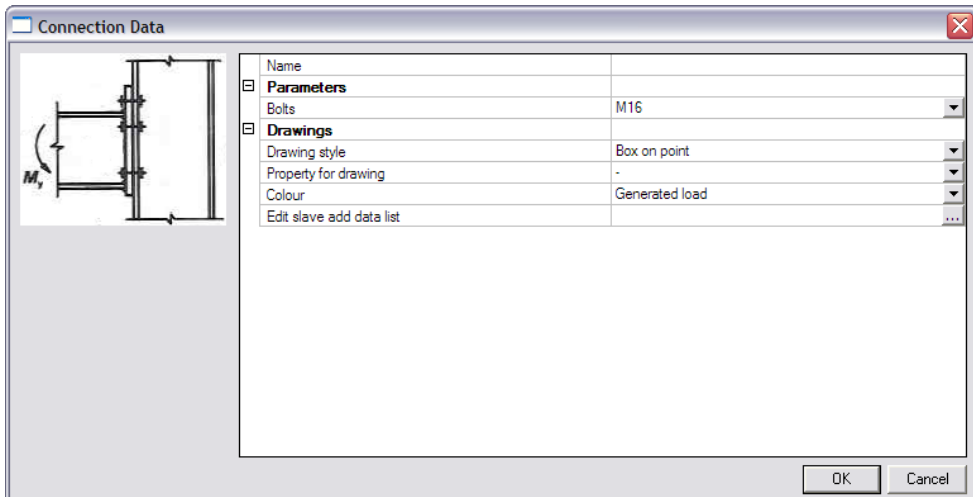 Connection Data
Name
Parameters
Bolts M16
Drawings
Drawing style Box on point
Property for drawing -
Colour Generated load
Edit slave add data list ...
My
OK Cancel